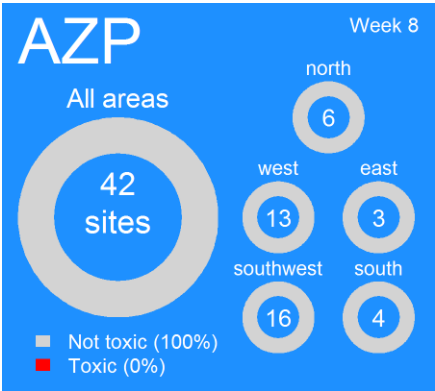 AZP
Week 8
All areas
42
sites
north
6
west
13
east
3
southwest
16
south
4
Not toxic (100%)
Toxic (0%)